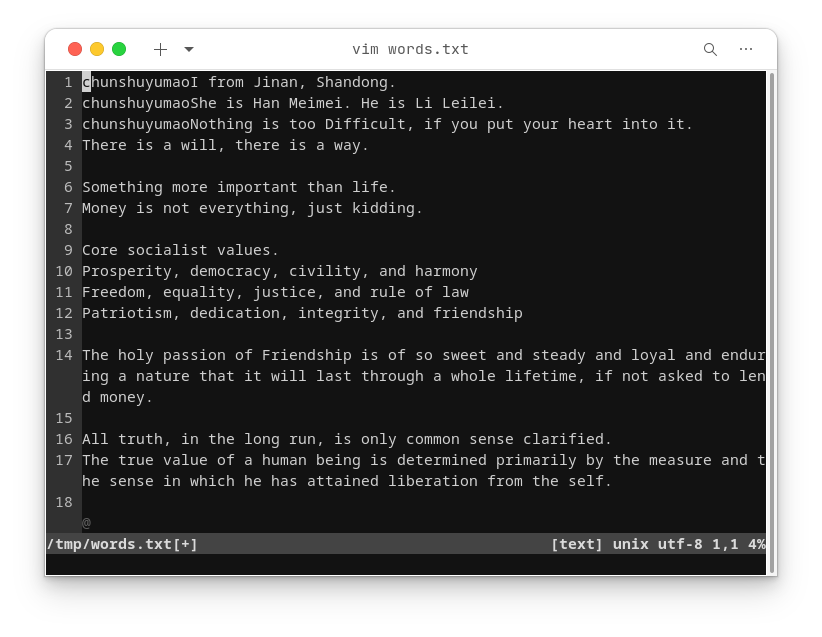 vim words.txt
1 chunshuyumaoI from Jinan, Shandong.
2 chunshuyumaoShe is Han Meimei. He is Li Leilei.
3 chunshuyumaoNothing is too Difficult, if you put your heart into it.
4 There is a will, there is a way.
5
6 Something more important than life.
7 Money is not everything, just kidding.
8
9 Core socialist values.
10 Prosperity, democracy, civility, and harmony
11 Freedom, equality, justice, and rule of law
12 Patriotism, dedication, integrity, and friendship
13
14 The holy passion of Friendship is of so sweet and steady and loyal and endur
ing a nature that it will last through a whole lifetime, if not asked to len
d money.
15
16 All truth, in the long run, is only common sense clarified.
17 The true value of a human being is determined primarily by the measure and t
he sense in which he has attained liberation from the self.
18
@
/tmp/words.txt[+] [text] unix utf-8 1,1 4%